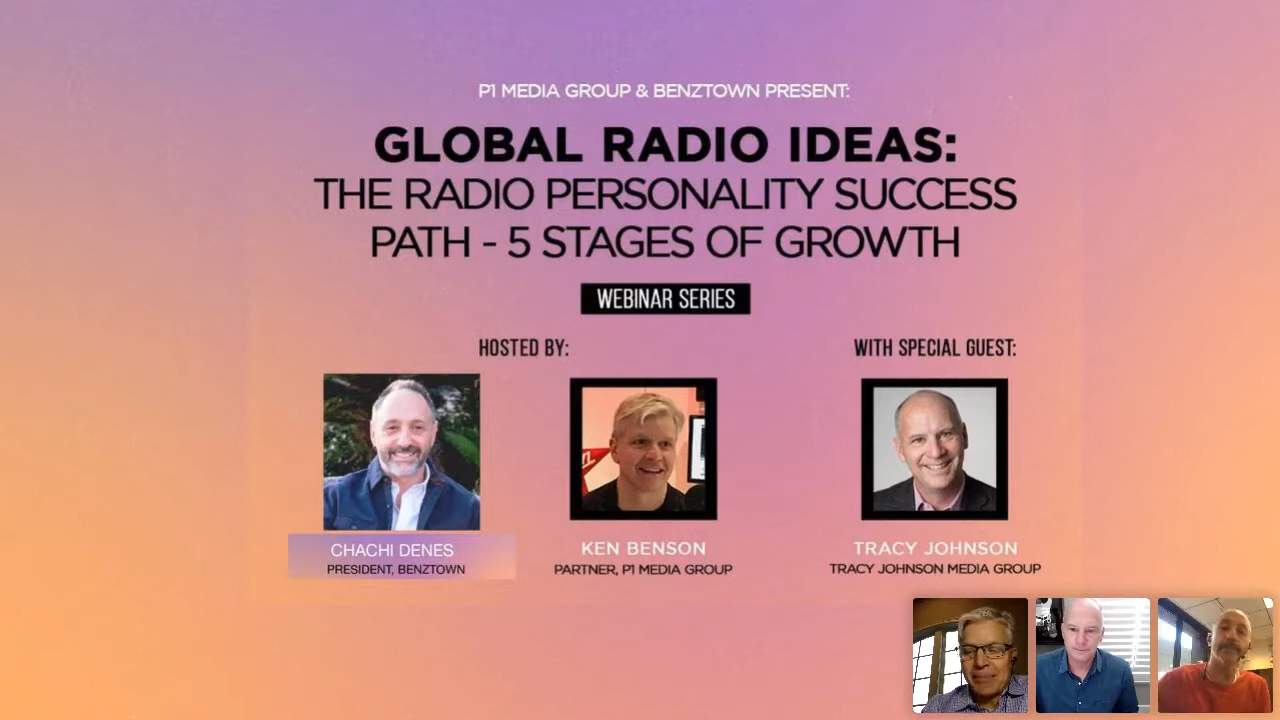 P1 MEDIA GROUP & BENZTOWN PRESENT:
GLOBAL RADIO IDEAS:
THE RADIO PERSONALITY SUCCESS
PATH - 5 STAGES OF GROWTH
WEBINAR SERIES
HOSTED BY:
WITH SPECIAL GUEST:
CHACHI DENES
PRESIDENT, BENZTOWN
KEN BENSON
PARTNER, P1 MEDIA GROUP
TRACY JOHNSON
TRACY JOHNSON MEDIA GROUP